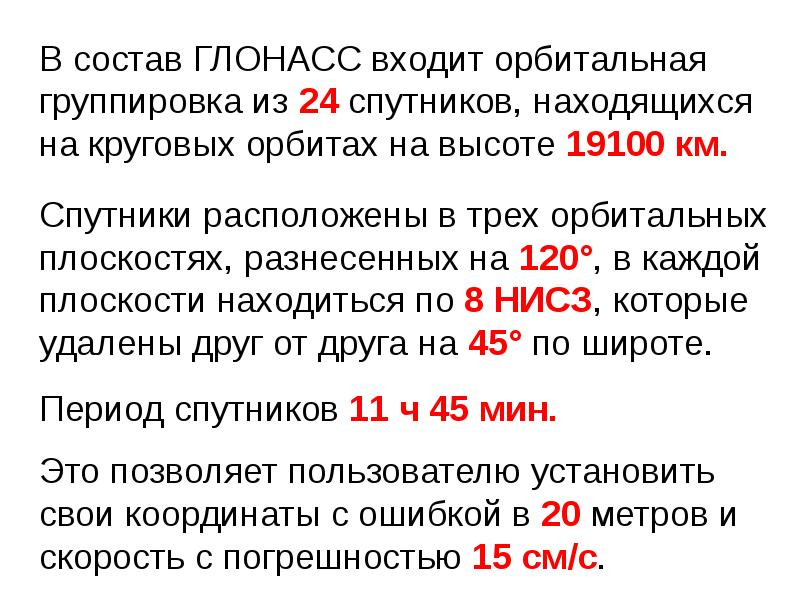 В состав ГЛОНАСС входит орбитальная
группировка из 24 спутников, находящихся
на круговых орбитах на высоте 19100 км.
Спутники расположены в трех орбитальных
плоскостях, разнесенных на 120°, в каждой
плоскости находиться по 8 НИСЗ, которые
удалены друг от друга на 45° по широте.
Период спутников 11 ч 45 мин.
Это позволяет пользователю установить
свои координаты с ошибкой в 20 метров и
скорость с погрешностью 15 см/с.